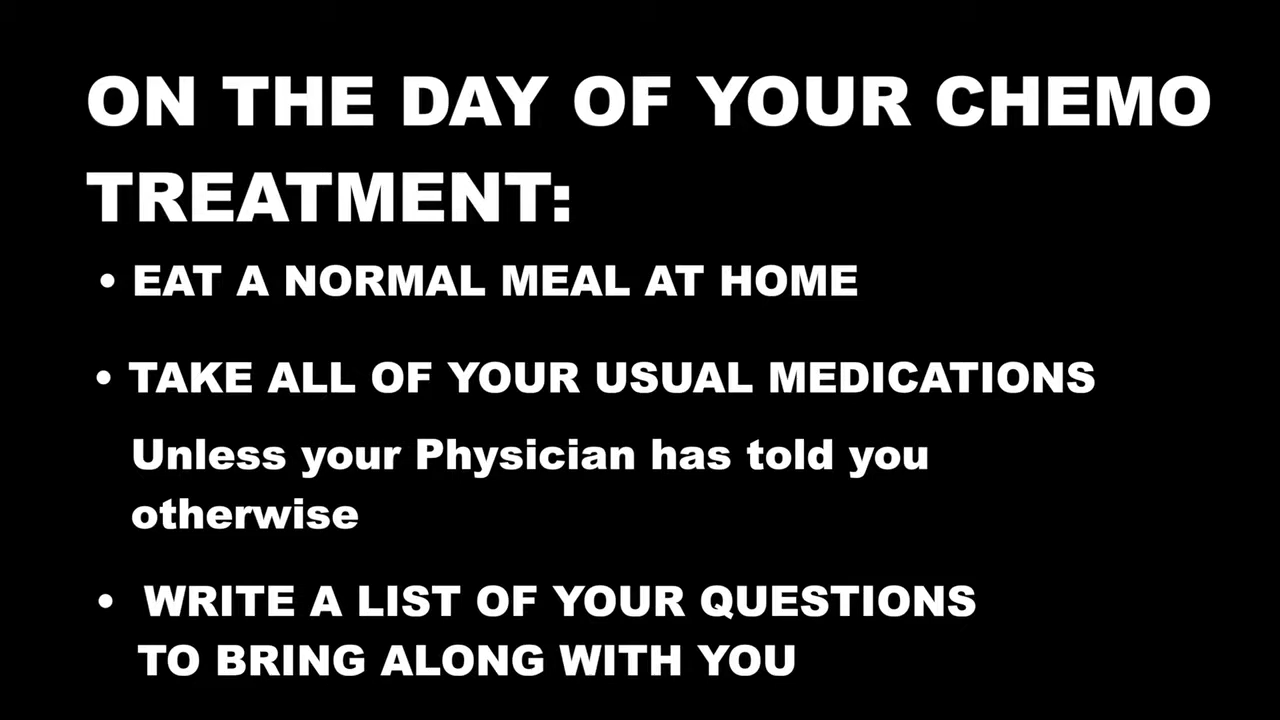 ON THE DAY OF YOUR CHEMO
TREATMENT:
• EAT A NORMAL MEAL AT HOME
• TAKE ALL OF YOUR USUAL MEDICATIONS
Unless your Physician has told you
otherwise
• WRITE A LIST OF YOUR QUESTIONS
TO BRING ALONG WITH YOU